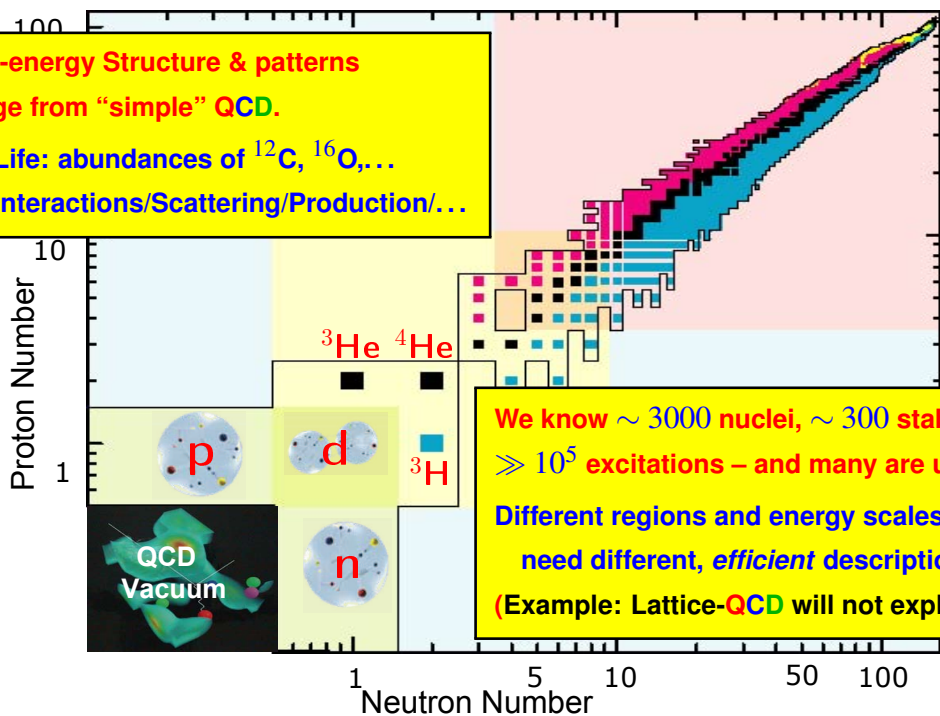 100
-energy Structure & patterns
ge from “simple” QCD.
Life: abundances of ¹²C, ¹⁶O,…
nteractions/Scattering/Production/…
10
Proton Number
³He ⁴He
p
d
³H
1
We know ∼ 3000 nuclei, ∼ 300 stab
≫ 10⁵ excitations – and many are u
Different regions and energy scales
need different, efficient descriptio
(Example: Lattice-QCD will not expl
QCD
Vacuum
n
1
5
10
50
100
Neutron Number